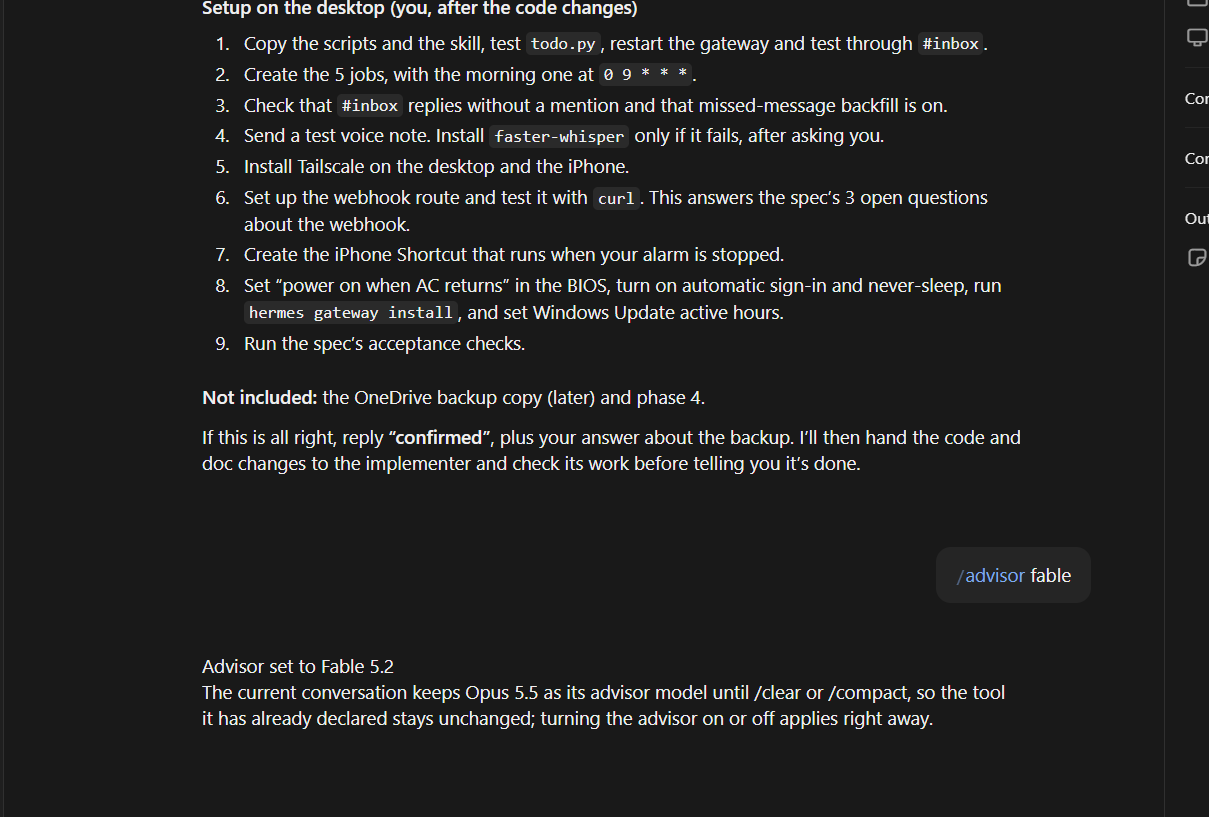 Setup on the desktop (you, after the code changes)
1. Copy the scripts and the skill, test todo.py, restart the gateway and test through #inbox.
2. Create the 5 jobs, with the morning one at 0 9 * * *.
3. Check that #inbox replies without a mention and that missed-message backfill is on.
4. Send a test voice note. Install faster-whisper only if it fails, after asking you.
5. Install Tailscale on the desktop and the iPhone.
6. Set up the webhook route and test it with curl. This answers the spec’s 3 open questions
about the webhook.
7. Create the iPhone Shortcut that runs when your alarm is stopped.
8. Set “power on when AC returns” in the BIOS, turn on automatic sign-in and never-sleep, run
hermes gateway install, and set Windows Update active hours.
9. Run the spec’s acceptance checks.
Not included: the OneDrive backup copy (later) and phase 4.
If this is all right, reply “confirmed”, plus your answer about the backup. I’ll then hand the code and
doc changes to the implementer and check its work before telling you it’s done.
/advisor fable
Advisor set to Fable 5.2
The current conversation keeps Opus 5.5 as its advisor model until /clear or /compact, so the tool
it has already declared stays unchanged; turning the advisor on or off applies right away.